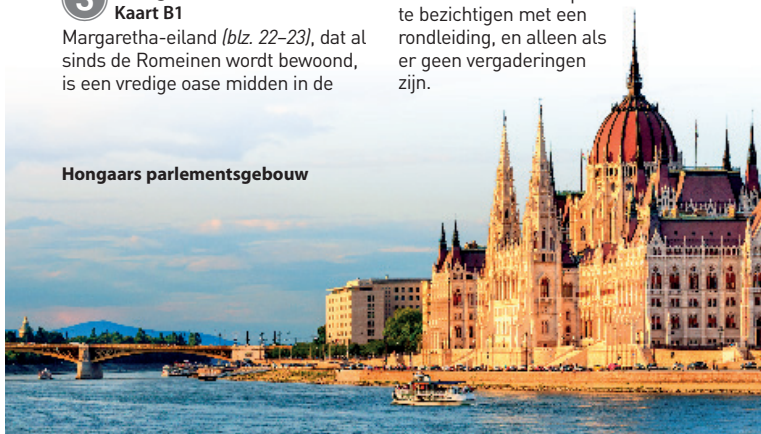 3
Kaart B1
Margaretha-eiland (blz. 22–23), dat al
sinds de Romeinen wordt bewoond,
is een vredige oase midden in de
te bezichtigen met een
rondleiding, en alleen als
er geen vergaderingen
zijn.
Hongaars parlementsgebouw